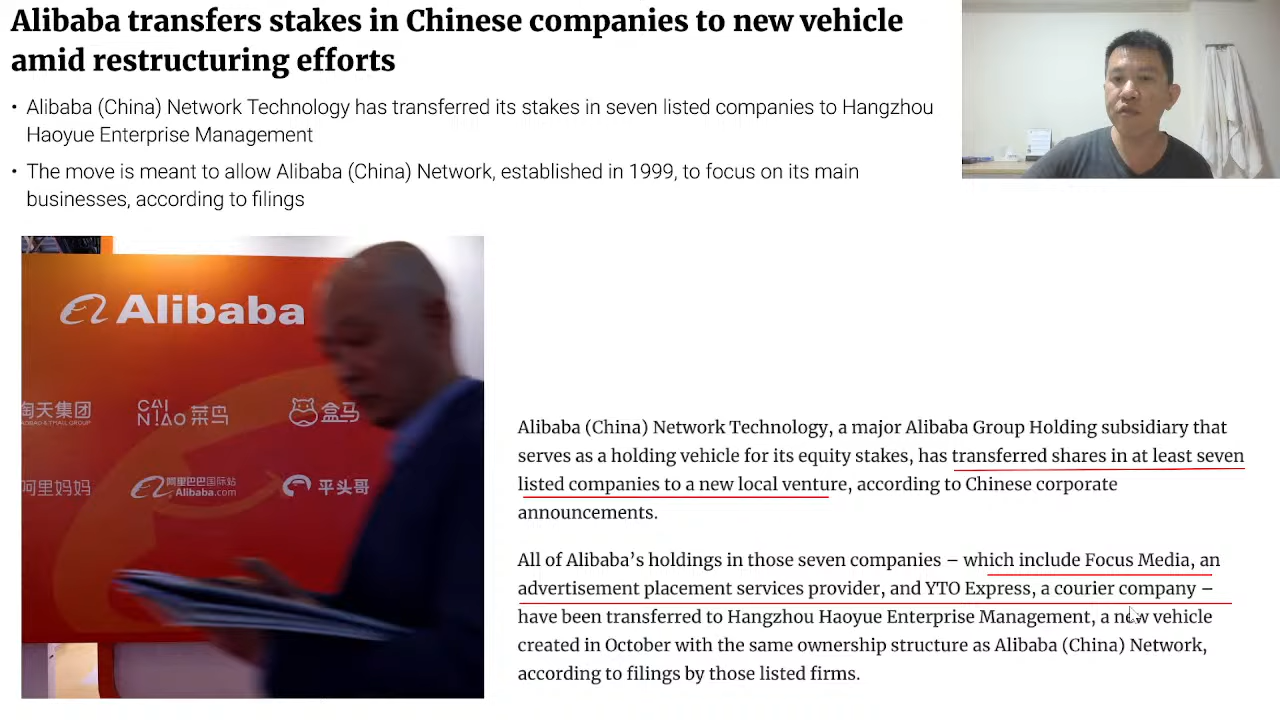 Alibaba transfers stakes in Chinese companies to new vehicle
amid restructuring efforts
• Alibaba (China) Network Technology has transferred its stakes in seven listed companies to Hangzhou
Haoyue Enterprise Management
• The move is meant to allow Alibaba (China) Network, established in 1999, to focus on its main
businesses, according to filings
Alibaba
淘天集团
TAOBAO & TMALL GROUP
CAI
NIAO 菜鸟
盒马
阿里妈妈
阿里巴巴国际站
Alibaba.com
平头哥
Alibaba (China) Network Technology, a major Alibaba Group Holding subsidiary that
serves as a holding vehicle for its equity stakes, has transferred shares in at least seven
listed companies to a new local venture, according to Chinese corporate
announcements.
All of Alibaba’s holdings in those seven companies – which include Focus Media, an
advertisement placement services provider, and YTO Express, a courier company –
have been transferred to Hangzhou Haoyue Enterprise Management, a new vehicle
created in October with the same ownership structure as Alibaba (China) Network,
according to filings by those listed firms.